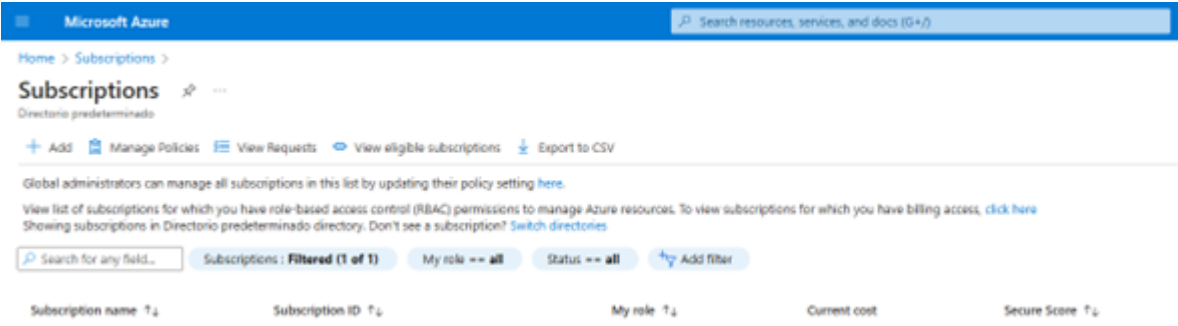 Microsoft Azure
Search resources, services, and docs (G+/)
Home > Subscriptions >
Subscriptions
Directorio predeterminado
Add Manage Policies View Requests View eligible subscriptions Export to CSV
Global administrators can manage all subscriptions in this list by updating their policy setting here.
View list of subscriptions for which you have role-based access control (RBAC) permissions to manage Azure resources. To view subscriptions for which you have billing access, click here
Showing subscriptions in Directorio predeterminado directory. Don't see a subscription? Switch directories
Search for any field... Subscriptions : Filtered (1 of 1) My role == all Status == all Add filter
Subscription name ↑↓ Subscription ID ↑↓ My role ↑↓ Current cost Secure Score ↑↓